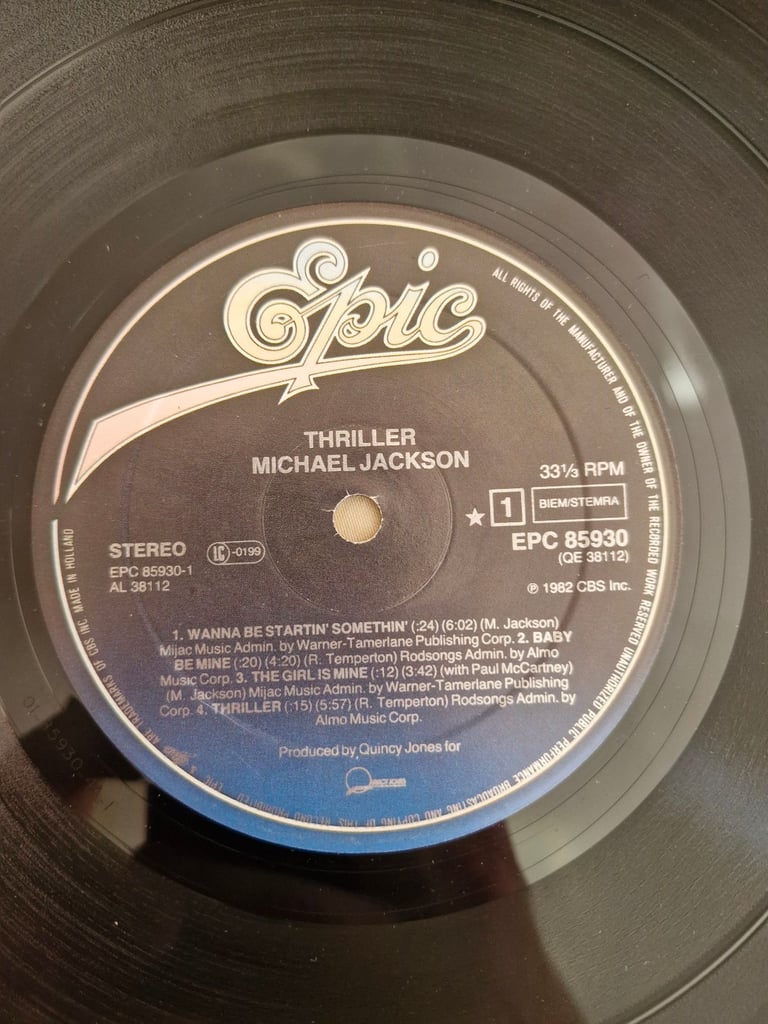 Epic
ALL RIGHTS OF THE MANUFACTURER AND OF THE OWNER OF THE RECORDED WORK RESERVED UNAUTHORIZED PUBLIC PERFORMANCE BROADCASTING AND COPYING OF THIS RECORD PROHIBITED
THRILLER
MICHAEL JACKSON
33⅓ RPM
★ 1 BIEM/STEMRA
EPC 85930
(QE 38112)
℗ 1982 CBS Inc.
STEREO LC-0199
EPC 85930-1
AL 38112
1. WANNA BE STARTIN' SOMETHIN' (:24) (6:02) (M. Jackson)
Mijac Music Admin. by Warner-Tamerlane Publishing Corp. 2. BABY
BE MINE (:20) (4:20) (R. Temperton) Rodsongs Admin. by Almo
Music Corp. 3. THE GIRL IS MINE (:12) (3:42) (with Paul McCartney)
(M. Jackson) Mijac Music Admin. by Warner-Tamerlane Publishing
Corp. 4. THRILLER (:15) (5:57) (R. Temperton) Rodsongs Admin. by
Almo Music Corp.
Produced by Quincy Jones for
EPIC ARE TRADEMARKS OF CBS INC. MADE IN HOLLAND